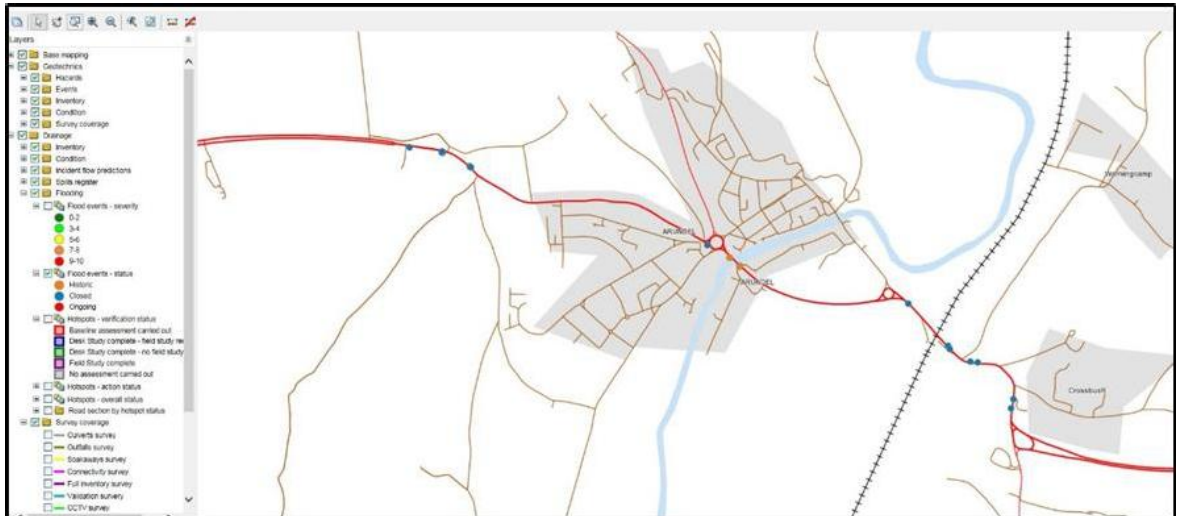 Layers
Base mapping
Geotechnics
Hazards
Events
Inventory
Condition
Survey coverage
Drainage
Inventory
Condition
Incident flow predictions
Spills register
Flooding
Flood events - severity
0-2
3-4
5-6
7-8
9-10
Flood events - status
Historic
Closed
Ongoing
Hotspots - verification status
Baseline assessment carried out
Desk Study complete - field study re
Desk Study complete - no field study
Field Study complete
No assessment carried out
Hotspots - action status
Hotspots - overall status
Road section by hotspot status
Survey coverage
Culverts survey
Outfalls survey
Soakaways survey
Connectivity survey
Full inventory survey
Validation survery
CCTV survey
ARUNDEL
ARUNDEL
Warningcamp
Crossbush